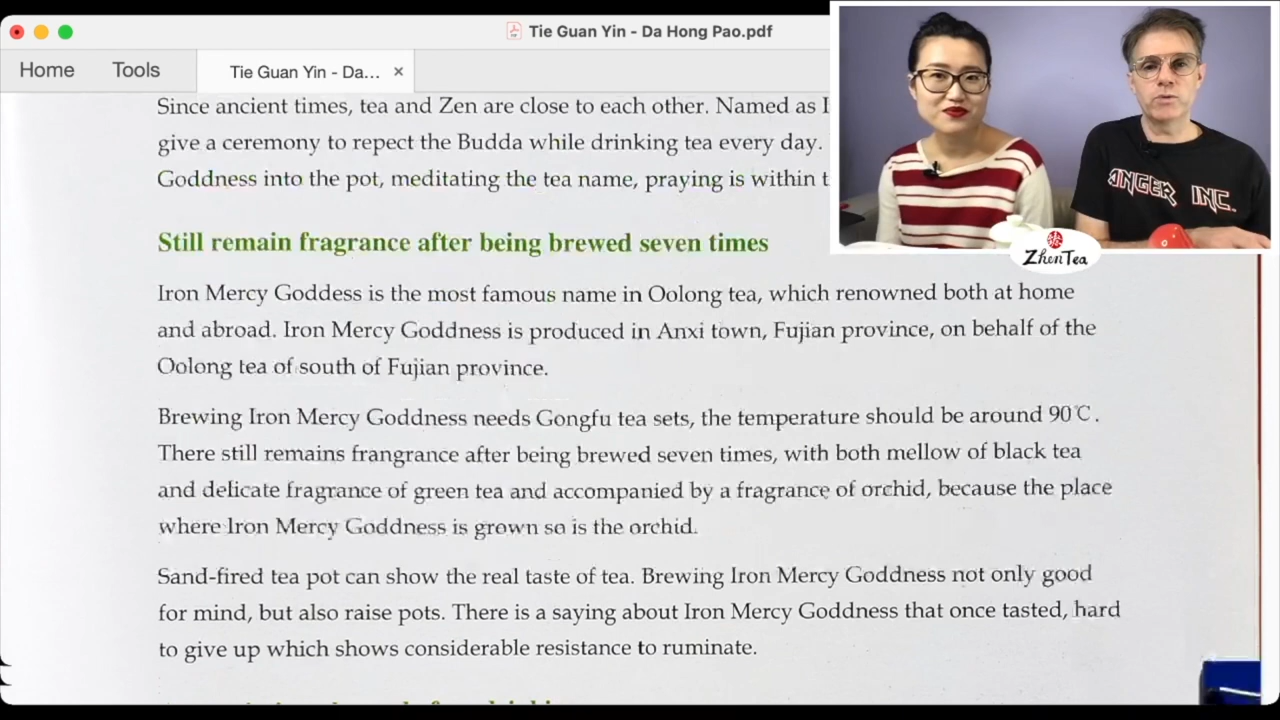 Tie Guan Yin - Da Hong Pao.pdf
Home
Tools
Tie Guan Yin - Da...
Since ancient times, tea and Zen are close to each other. Named as
give a ceremony to repect the Budda while drinking tea every day.
Goddness into the pot, meditating the tea name, praying is within
Still remain fragrance after being brewed seven times
Iron Mercy Goddess is the most famous name in Oolong tea, which renowned both at home
and abroad. Iron Mercy Goddness is produced in Anxi town, Fujian province, on behalf of the
Oolong tea of south of Fujian province.
Brewing Iron Mercy Goddness needs Gongfu tea sets, the temperature should be around 90℃.
There still remains frangrance after being brewed seven times, with both mellow of black tea
and delicate fragrance of green tea and accompanied by a fragrance of orchid, because the place
where Iron Mercy Goddness is grown so is the orchid.
Sand-fired tea pot can show the real taste of tea. Brewing Iron Mercy Goddness not only good
for mind, but also raise pots. There is a saying about Iron Mercy Goddness that once tasted, hard
to give up which shows considerable resistance to ruminate.
ANGER INC.
ZhenTea